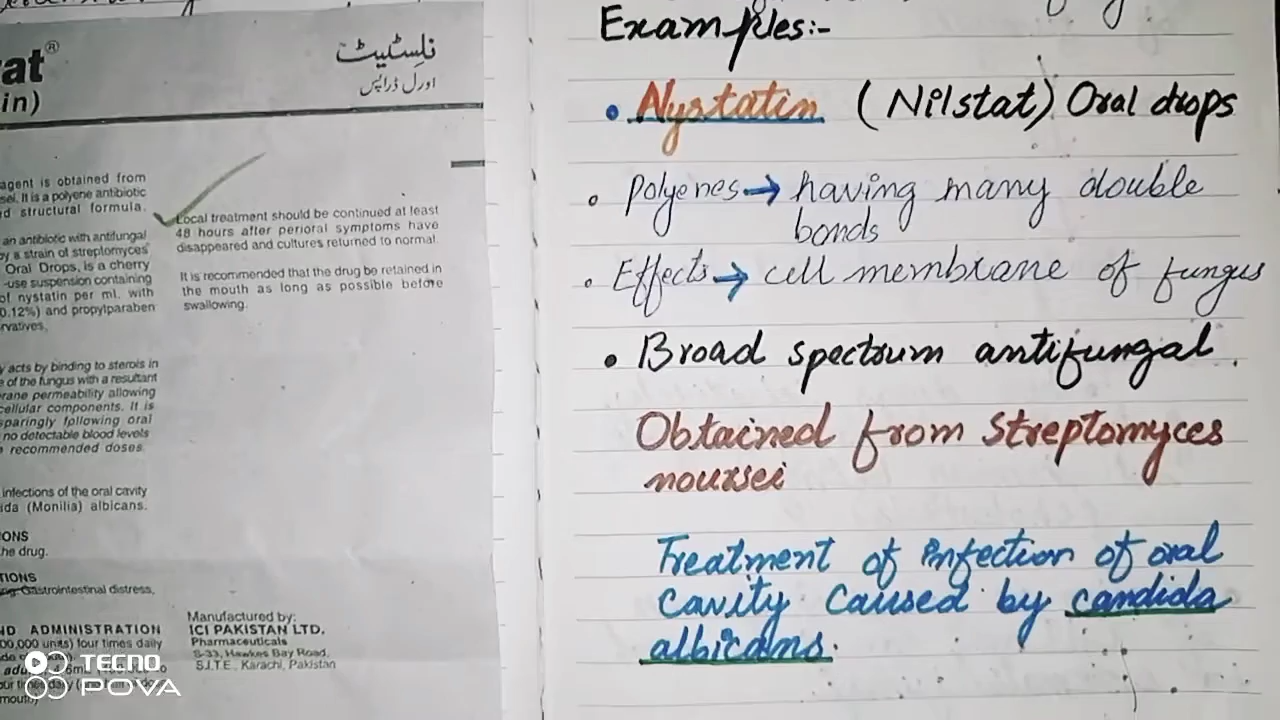 at®
in)
نلسٹیٹ
اورل ڈراپس
agent is obtained from
sei. It is a polyene antibiotic
d structural formula.
an antibiotic with antifungal
by a strain of streptomyces
Oral Drops, is a cherry
-use suspension containing
of nystatin per ml. with
0.12%) and propylparaben
rvatives.
y acts by binding to sterols in
e of the fungus with a resultant
rane permeability allowing
cellular components. It is
sparingly following oral
no detectable blood levels
recommended doses.
infections of the oral cavity
ida (Monilia) albicans.
ONS
he drug.
TIONS
Gastrointestinal distress,
ND ADMINISTRATION
00,000 units) four times daily
mouth)
Local treatment should be continued at least
48 hours after perioral symptoms have
disappeared and cultures returned to normal.
It is recommended that the drug be retained in
the mouth as long as possible before
swallowing.
Manufactured by:
ICI PAKISTAN LTD.
Pharmaceuticals
S-33, Hawkes Bay Road,
S.I.T.E., Karachi, Pakistan
TECNO
POVA
Examples:-
• Nystatin (Nilstat) Oral drops
• Polyenes → having many double
bonds
• Effects → cell membrane of fungus
• Broad spectrum antifungal.
Obtained from Streptomyces
noursei
Treatment of Infection of oral
cavity caused by candida
albicans.